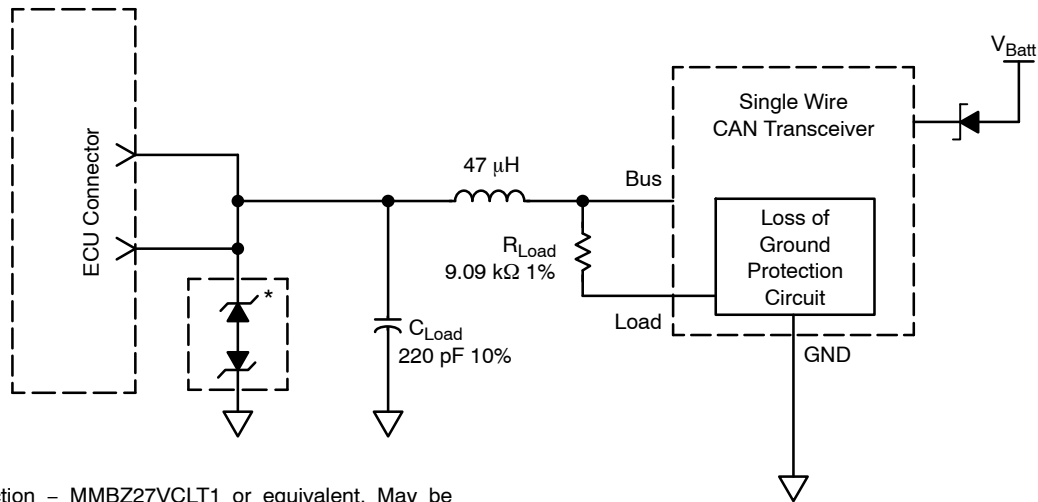 V_Batt
Single Wire
CAN Transceiver
ECU Connector
47 μH
Bus
R_Load
9.09 kΩ 1%
Loss of
Ground
Protection
Circuit
*
C_Load
220 pF 10%
Load
GND
– MMBZ27VCLT1 or equivalent. May be